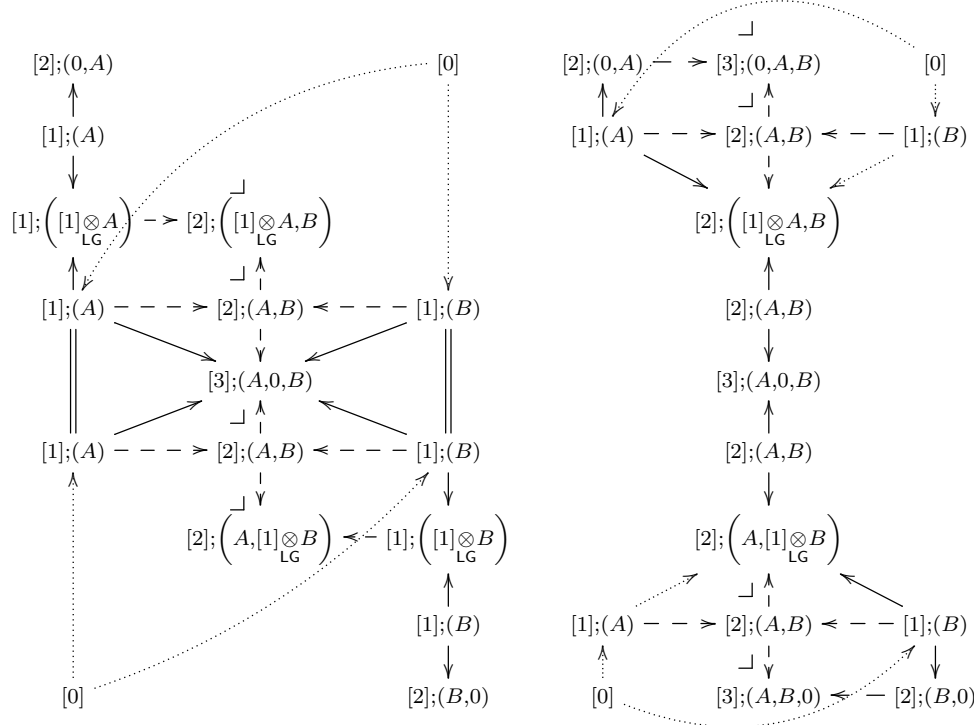 [2];(0,A) [0] [2];(0,A) [3];(0,A,B) [0]
[1];(A) [1];(A) [2];(A,B) [1];(B)
[1];([1] ⊗ A) [2];([1] ⊗ A,B) [2];([1] ⊗ A,B)
LG LG LG
[1];(A) [2];(A,B) [1];(B) [2];(A,B)
[3];(A,0,B) [3];(A,0,B)
[1];(A) [2];(A,B) [1];(B) [2];(A,B)
[2];(A,[1] ⊗ B) [1];([1] ⊗ B) [2];(A,[1] ⊗ B)
LG LG LG
[1];(B) [1];(A) [2];(A,B) [1];(B)
[0] [2];(B,0) [0] [3];(A,B,0) [2];(B,0)